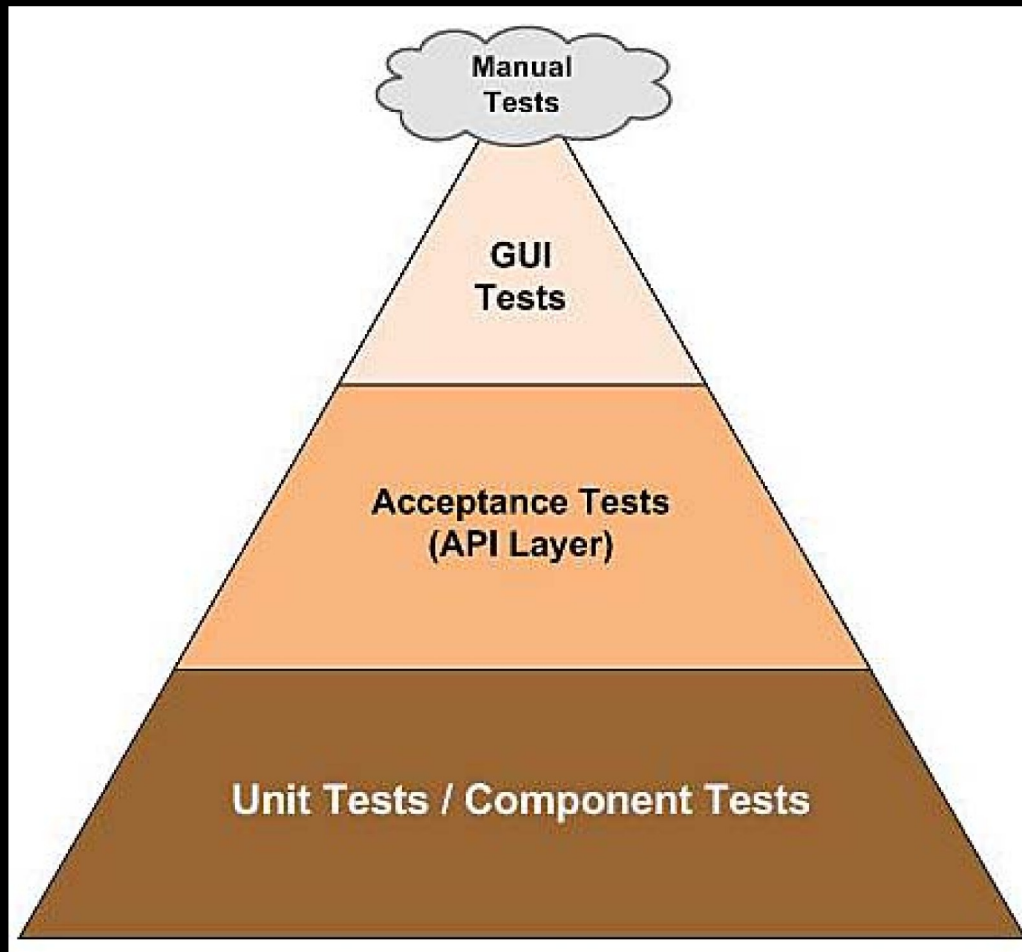 Manual
Tests
GUI
Tests
Acceptance Tests
(API Layer)
Unit Tests / Component Tests